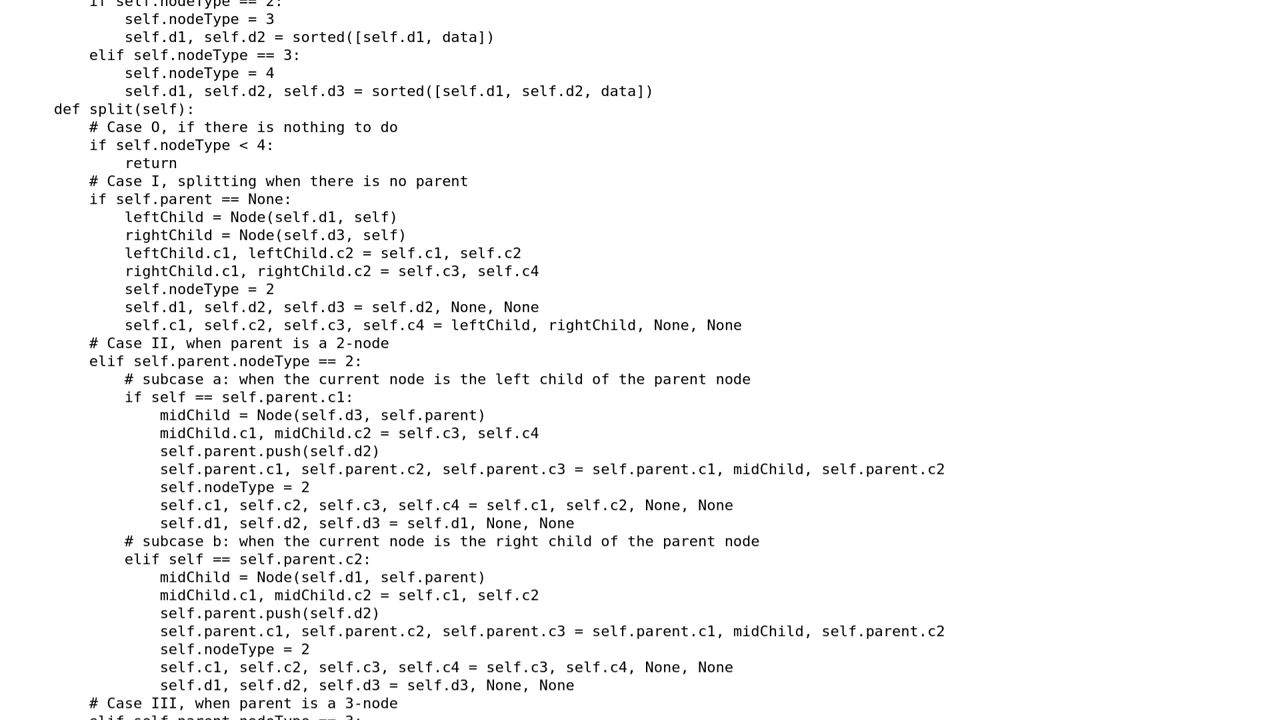 if self.nodeType == 2:
            self.nodeType = 3
            self.d1, self.d2 = sorted([self.d1, data])
        elif self.nodeType == 3:
            self.nodeType = 4
            self.d1, self.d2, self.d3 = sorted([self.d1, self.d2, data])
    def split(self):
        # Case O, if there is nothing to do
        if self.nodeType < 4:
            return
        # Case I, splitting when there is no parent
        if self.parent == None:
            leftChild = Node(self.d1, self)
            rightChild = Node(self.d3, self)
            leftChild.c1, leftChild.c2 = self.c1, self.c2
            rightChild.c1, rightChild.c2 = self.c3, self.c4
            self.nodeType = 2
            self.d1, self.d2, self.d3 = self.d2, None, None
            self.c1, self.c2, self.c3, self.c4 = leftChild, rightChild, None, None
        # Case II, when parent is a 2-node
        elif self.parent.nodeType == 2:
            # subcase a: when the current node is the left child of the parent node
            if self == self.parent.c1:
                midChild = Node(self.d3, self.parent)
                midChild.c1, midChild.c2 = self.c3, self.c4
                self.parent.push(self.d2)
                self.parent.c1, self.parent.c2, self.parent.c3 = self.parent.c1, midChild, self.parent.c2
                self.nodeType = 2
                self.c1, self.c2, self.c3, self.c4 = self.c1, self.c2, None, None
                self.d1, self.d2, self.d3 = self.d1, None, None
            # subcase b: when the current node is the right child of the parent node
            elif self == self.parent.c2:
                midChild = Node(self.d1, self.parent)
                midChild.c1, midChild.c2 = self.c1, self.c2
                self.parent.push(self.d2)
                self.parent.c1, self.parent.c2, self.parent.c3 = self.parent.c1, midChild, self.parent.c2
                self.nodeType = 2
                self.c1, self.c2, self.c3, self.c4 = self.c3, self.c4, None, None
                self.d1, self.d2, self.d3 = self.d3, None, None
        # Case III, when parent is a 3-node
        elif self.parent.nodeType == 3: